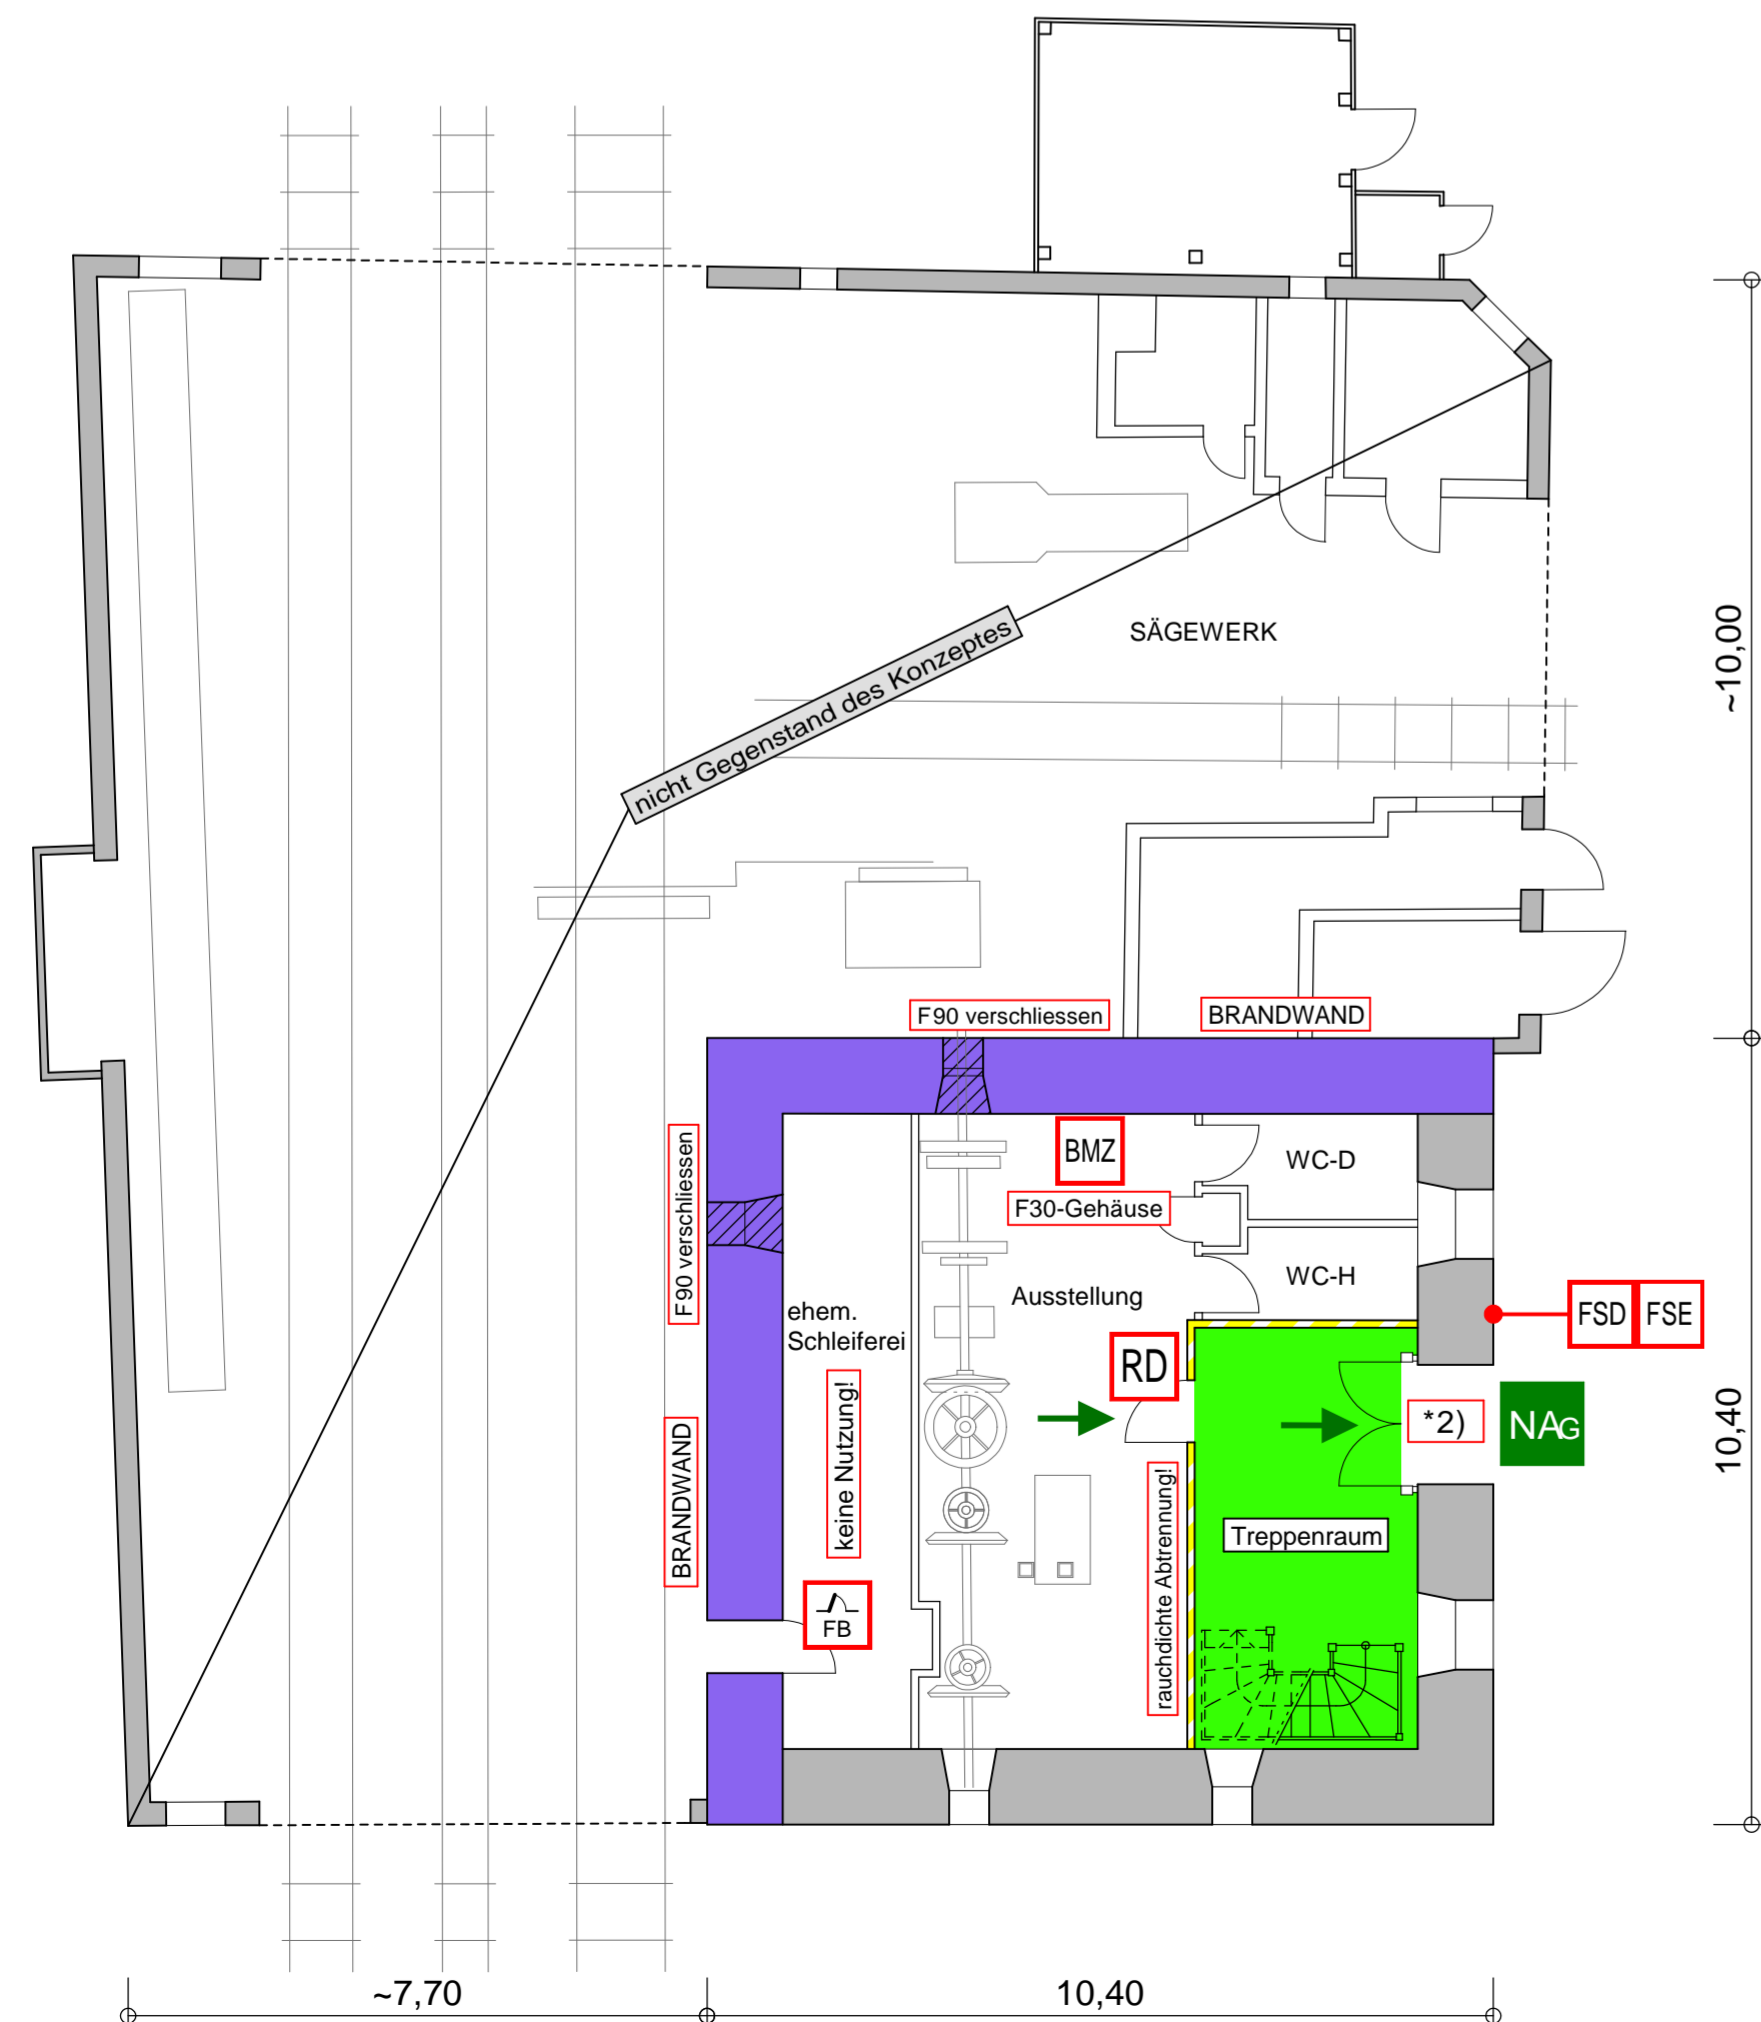 nicht Gegenstand des Konzeptes
SÄGEWERK
~10,00
F90 verschliessen
BRANDWAND
F90 verschliessen
BMZ
WC-D
F30-Gehäuse
WC-H
Ausstellung
ehem.
Schleiferei
FSD
FSE
RD
keine Nutzung!
BRANDWAND
*2)
NAG
10,40
rauchdichte Abtrennung!
Treppenraum
FB
~7,70
10,40